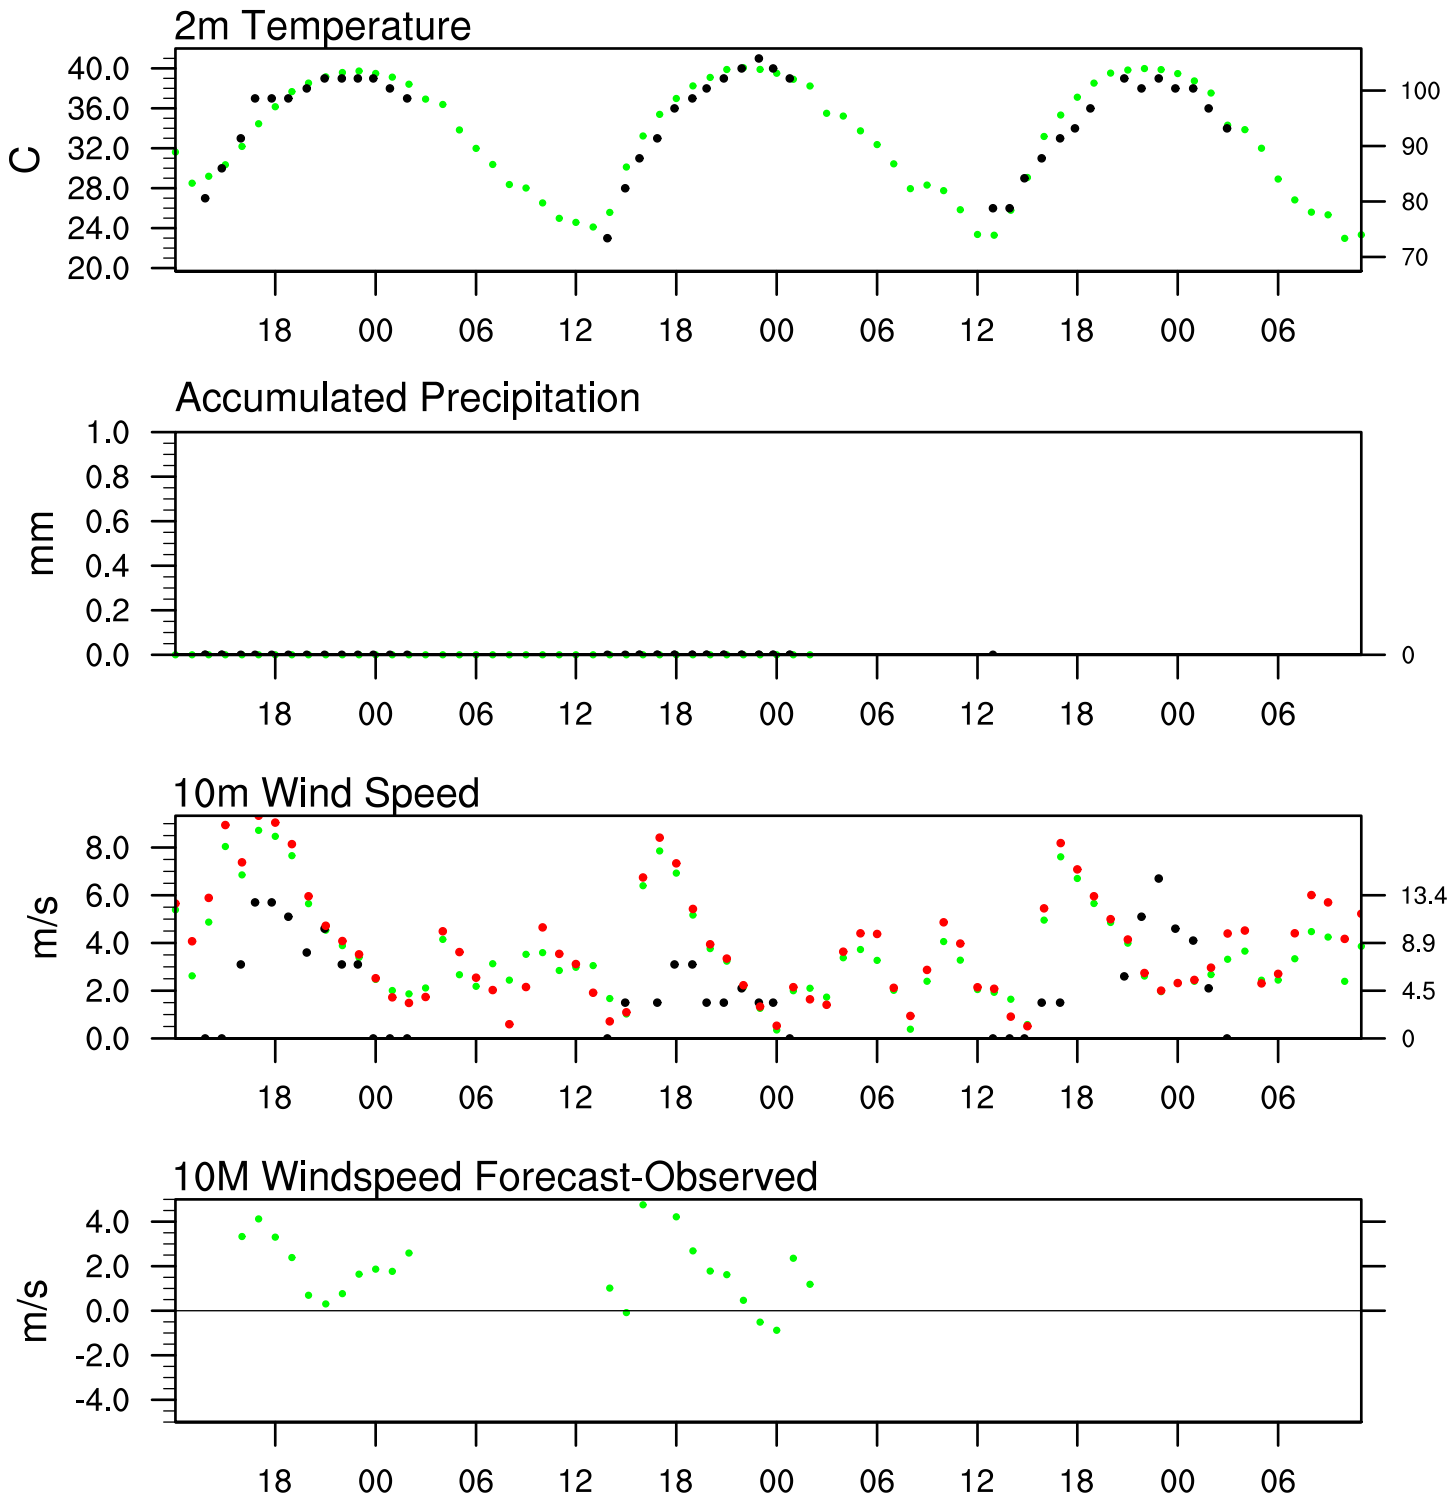 2m Temperature
40.0
36.0
32.0
28.0
24.0
20.0
C
100
90
80
70
18 00 06 12 18 00 06 12 18 00 06
Accumulated Precipitation
1.0
0.8
0.6
0.4
0.2
0.0
mm
0
18 00 06 12 18 00 06 12 18 00 06
10m Wind Speed
8.0
6.0
4.0
2.0
0.0
m/s
13.4
8.9
4.5
0
18 00 06 12 18 00 06 12 18 00 06
10M Windspeed Forecast-Observed
4.0
2.0
0.0
-2.0
-4.0
m/s
18 00 06 12 18 00 06 12 18 00 06